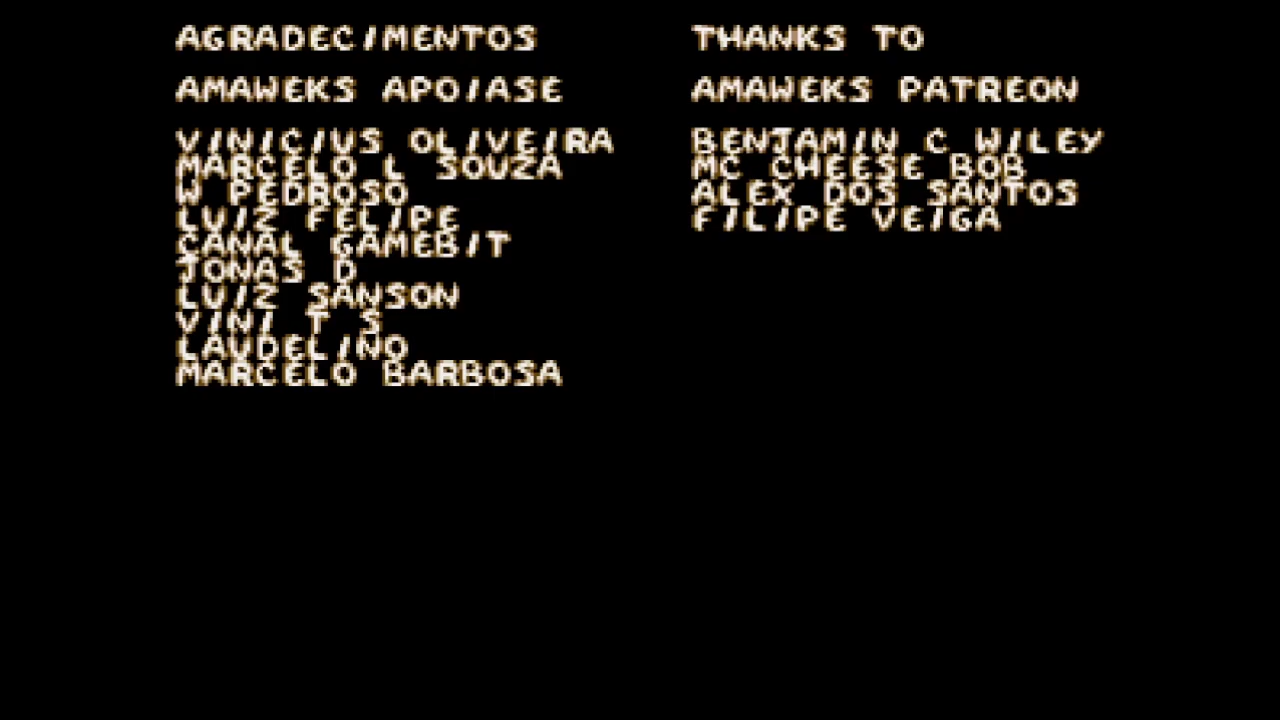 AGRADECIMENTOS
AMAWEKS APOIASE
VINICIUS OLIVEIRA
MARCELO L SOUZA
W PEDROSO
LUIZ FELIPE
CANAL GAMEBIT
JONAS D
LUIZ SANSON
VINI T S
LAUDELINO
MARCELO BARBOSA
THANKS TO
AMAWEKS PATREON
BENJAMIN C WILEY
MC CHEESE BOB
ALEX DOS SANTOS
FILIPE VEIGA